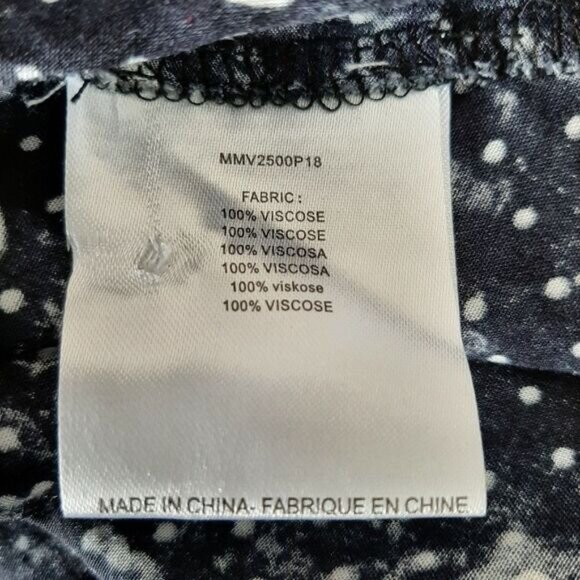 MMV2500P18
FABRIC :
100% VISCOSE
100% VISCOSE
100% VISCOSA
100% VISCOSA
100% viskose
100% VISCOSE
MADE IN CHINA- FABRIQUE EN CHINE